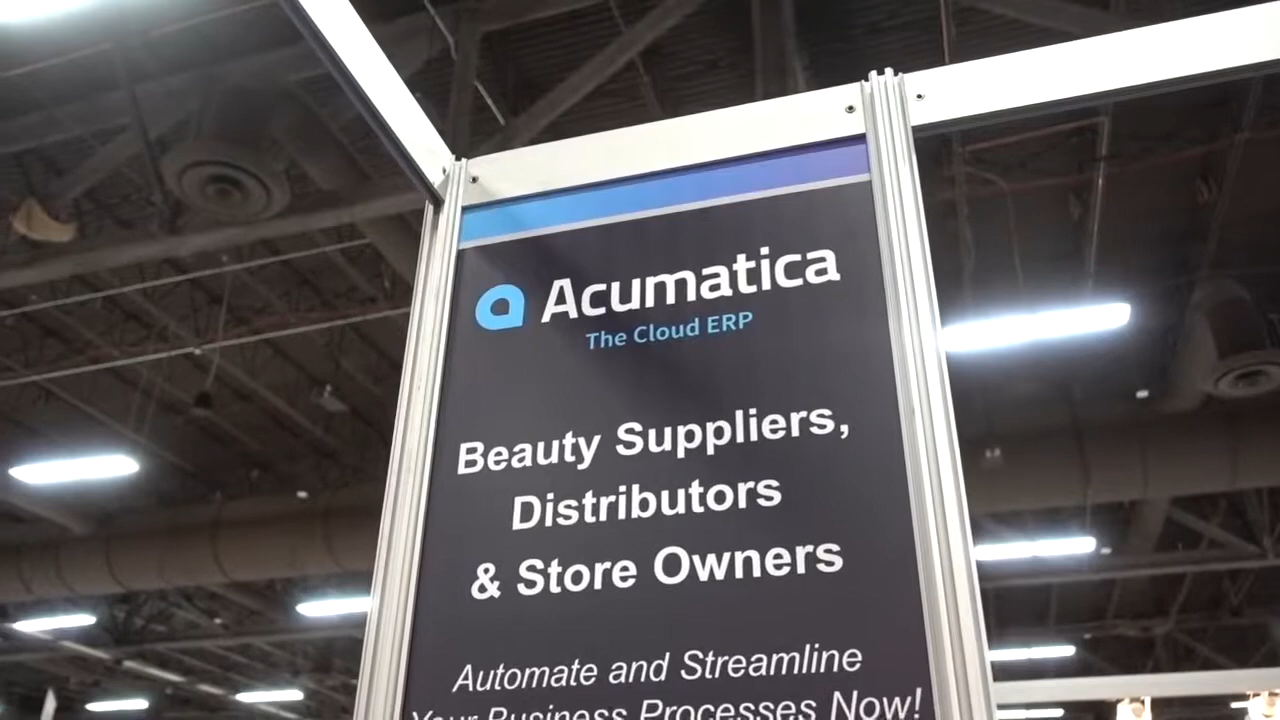 Acumatica
The Cloud ERP
Beauty Suppliers,
Distributors
& Store Owners
Automate and Streamline
Your Business Processes Now!